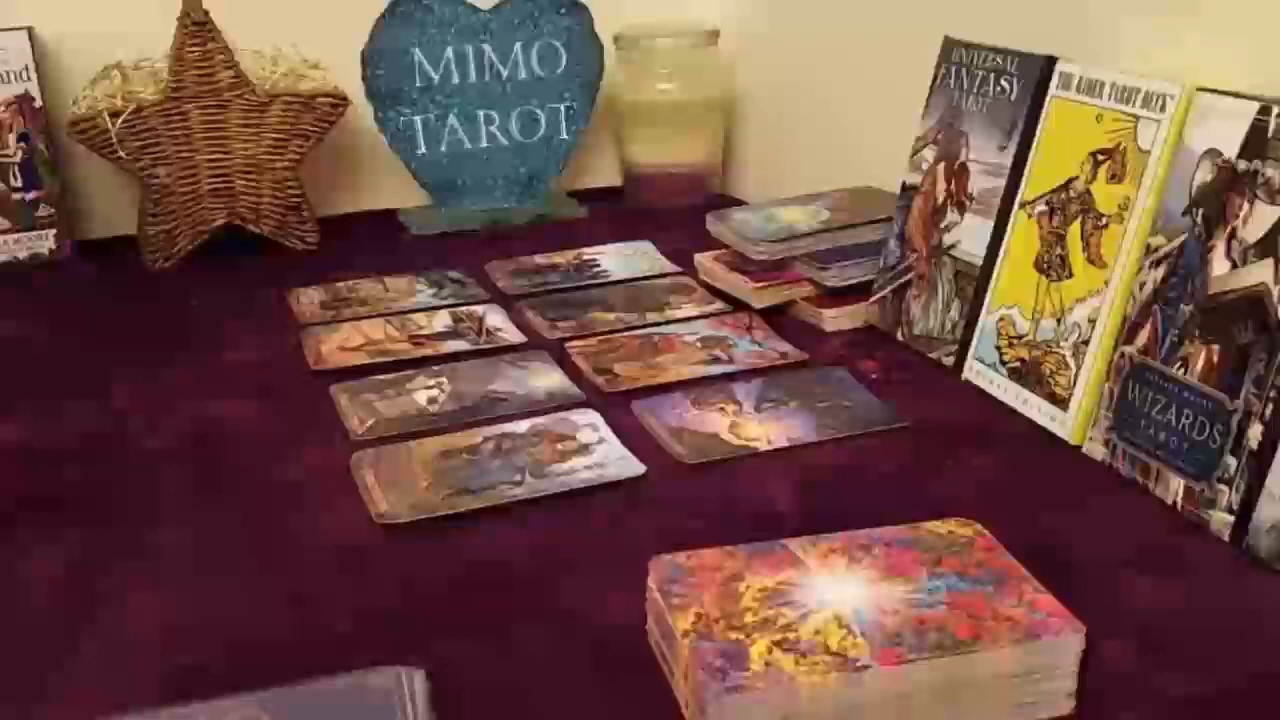 MIMO
TAROT
UNIVERSAL
FANTASY
TAROT
THE RIDER TAROT DECK
WIZARDS
TAROT